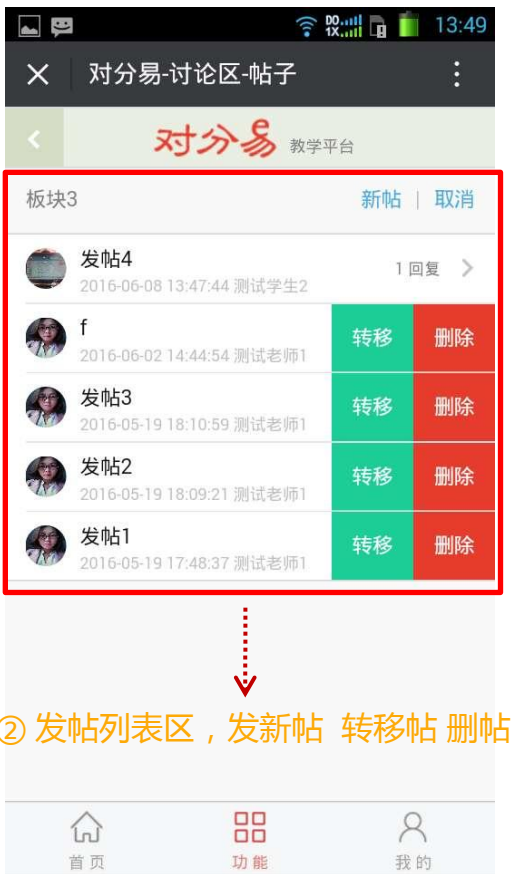 DO 1X 13:49
对分易-讨论区-帖子
对分易 教学平台
板块3 新帖 | 取消
发帖4
2016-06-08 13:47:44 测试学生2 1 回复
f
2016-06-02 14:44:54 测试老师1 转移 删除
发帖3
2016-05-19 18:10:59 测试老师1 转移 删除
发帖2
2016-05-19 18:09:21 测试老师1 转移 删除
发帖1
2016-05-19 17:48:37 测试老师1 转移 删除
② 发帖列表区，发新帖 转移帖 删帖
首页 功能 我的